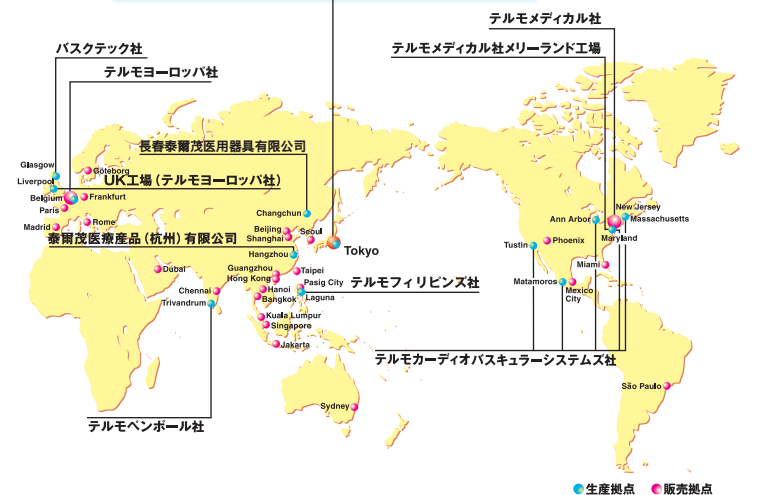 テルモメディカル社
バスクテック社
テルモメディカル社メリーランド工場
テルモヨーロッパ社
長春泰爾茂医用器具有限公司
Glasgow
Göteborg
Liverpool
UK工場（テルモヨーロッパ社）
Belgium
Frankfurt
Paris
Madrid
Rome
泰爾茂医療産品（杭州）有限公司
Changchun
Beijing
Seoul
Shanghai
Tokyo
Hangzhou
New Jersey
Ann Arbor
Massachusetts
Tustin
Phoenix
Maryland
Dubai
Guangzhou
Taipei
Hong Kong
Miami
Chennai
Hanoi
Pasig City
テルモフィリピンズ社
Matamoros
Mexico
City
Trivandrum
Bangkok
Laguna
Kuala Lumpur
Singapore
Jakarta
テルモカーディオバスキュラーシステムズ社
São Paulo
Sydney
テルモペンポール社
生産拠点
販売拠点